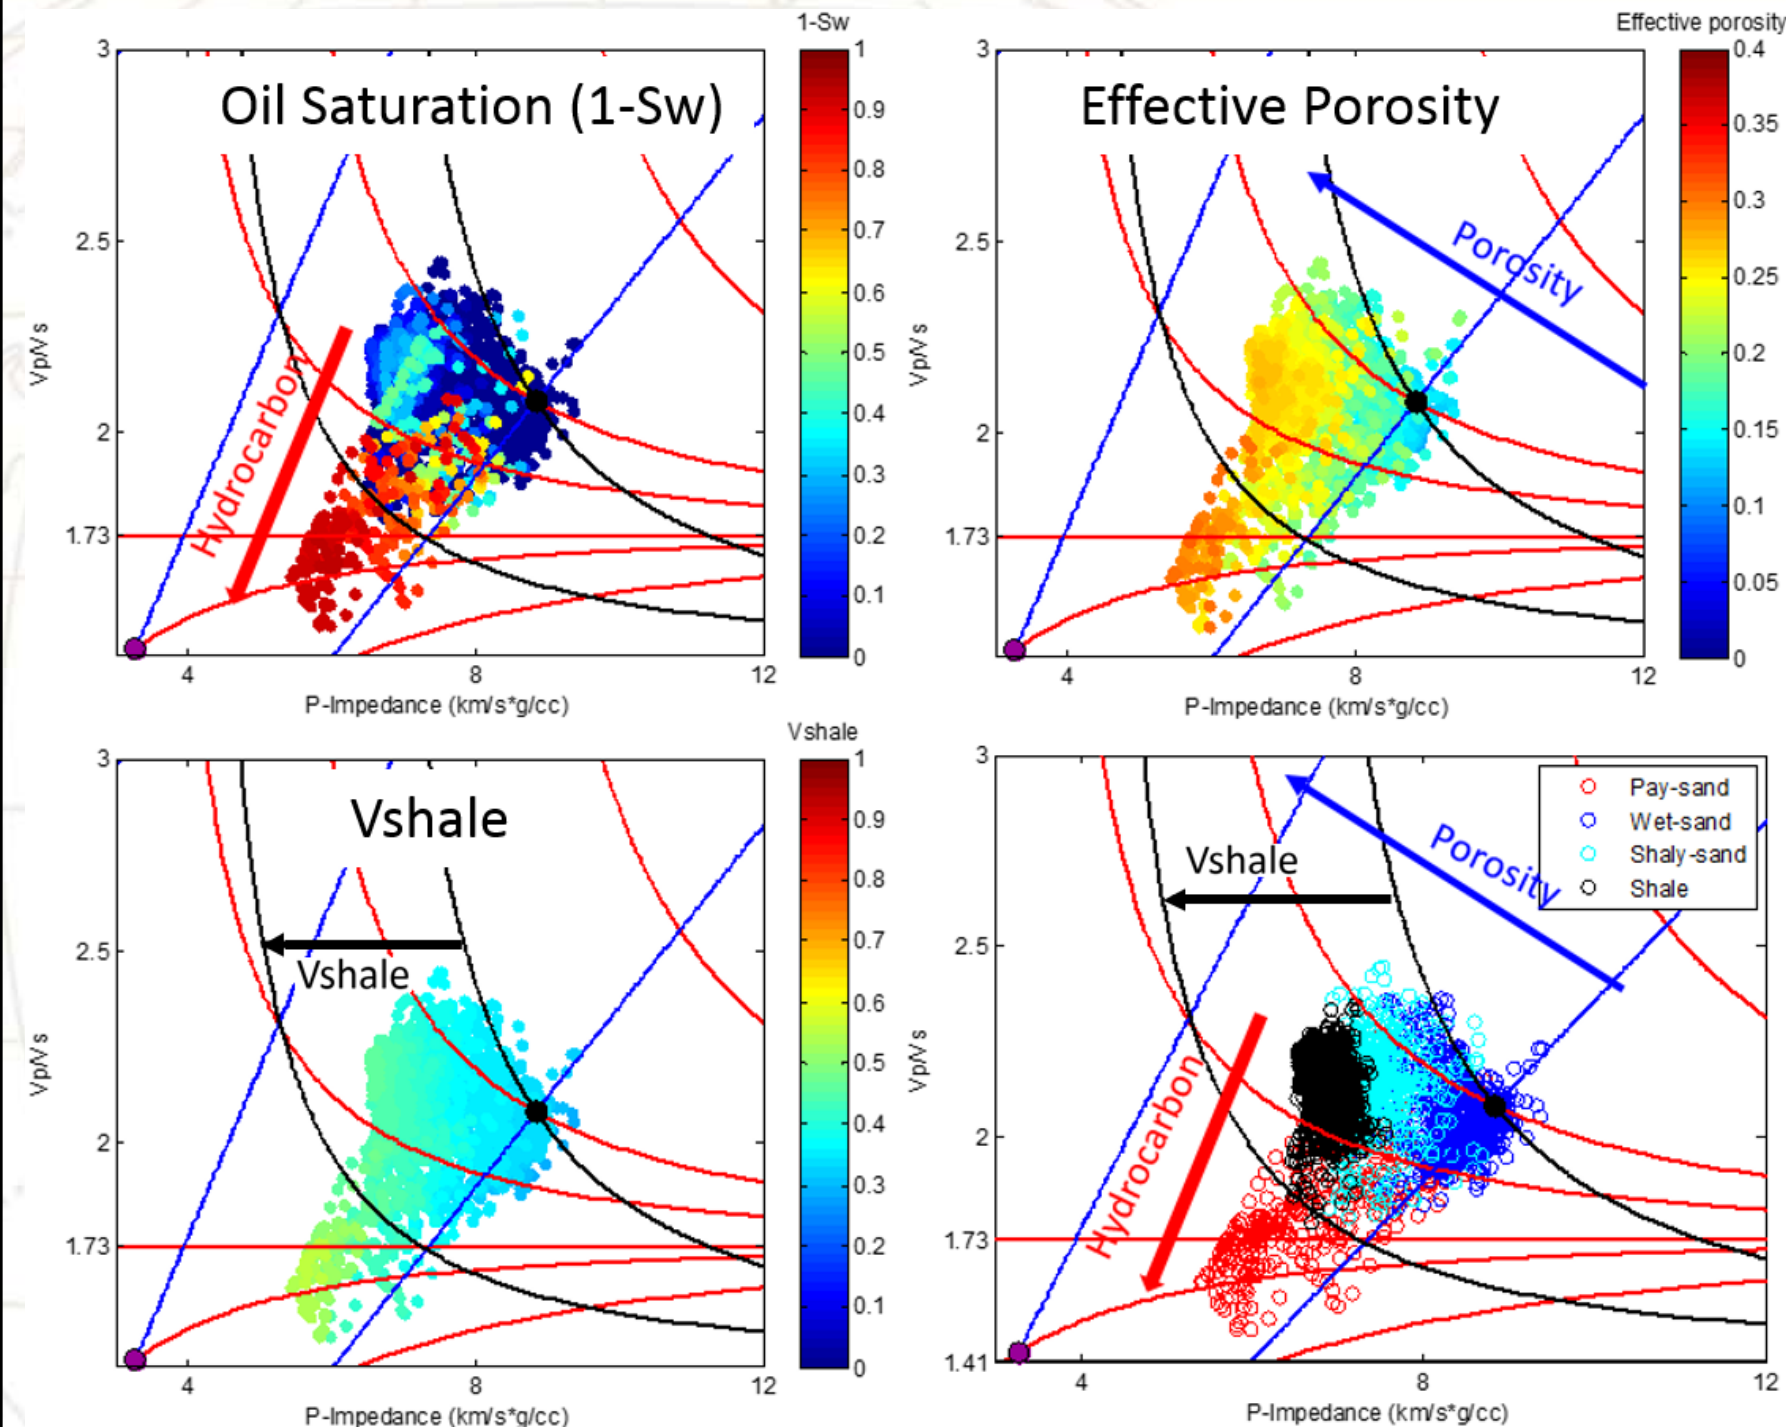 1-Sw
Oil Saturation (1-Sw)
3
2.5
2
1.73
Vp/Vs
Hydrocarbon
4
8
12
P-Impedance (km/s*g/cc)
1
0.9
0.8
0.7
0.6
0.5
0.4
0.3
0.2
0.1
0
Effective porosity
Effective Porosity
Porosity
3
2.5
2
1.73
Vp/Vs
4
8
12
P-Impedance (km/s*g/cc)
0.4
0.35
0.3
0.25
0.2
0.15
0.1
0.05
0
Vshale
Vshale
Vshale
3
2.5
2
1.73
Vp/Vs
4
8
12
P-Impedance (km/s*g/cc)
1
0.9
0.8
0.7
0.6
0.5
0.4
0.3
0.2
0.1
0
Pay-sand
Wet-sand
Shaly-sand
Shale
Vshale
Porosity
Hydrocarbon
3
2.5
2
1.73
1.41
Vp/Vs
4
8
12
P-Impedance (km/s*g/cc)